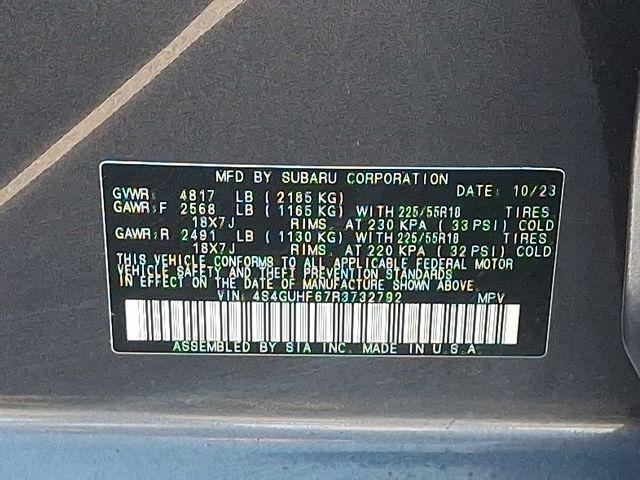 MFD BY SUBARU CORPORATION
GVWR: 4817 LB (2185 KG) DATE: 10/23
GAWR:F 2568 LB (1165 KG) WITH 225/55R18 TIRES,
18X7J RIMS, AT 230 KPA (33 PSI) COLD
GAWR:R 2491 LB (1130 KG) WITH 225/55R18 TIRES,
18X7J RIMS, AT 220 KPA (32 PSI) COLD
THIS VEHICLE CONFORMS TO ALL APPLICABLE FEDERAL MOTOR
VEHICLE SAFETY AND THEFT PREVENTION STANDARDS
IN EFFECT ON THE DATE OF MANUFACTURE SHOWN ABOVE.
VIN: 4S4GUHF67R3732792 MPV
ASSEMBLED BY SIA INC. MADE IN U.S.A.